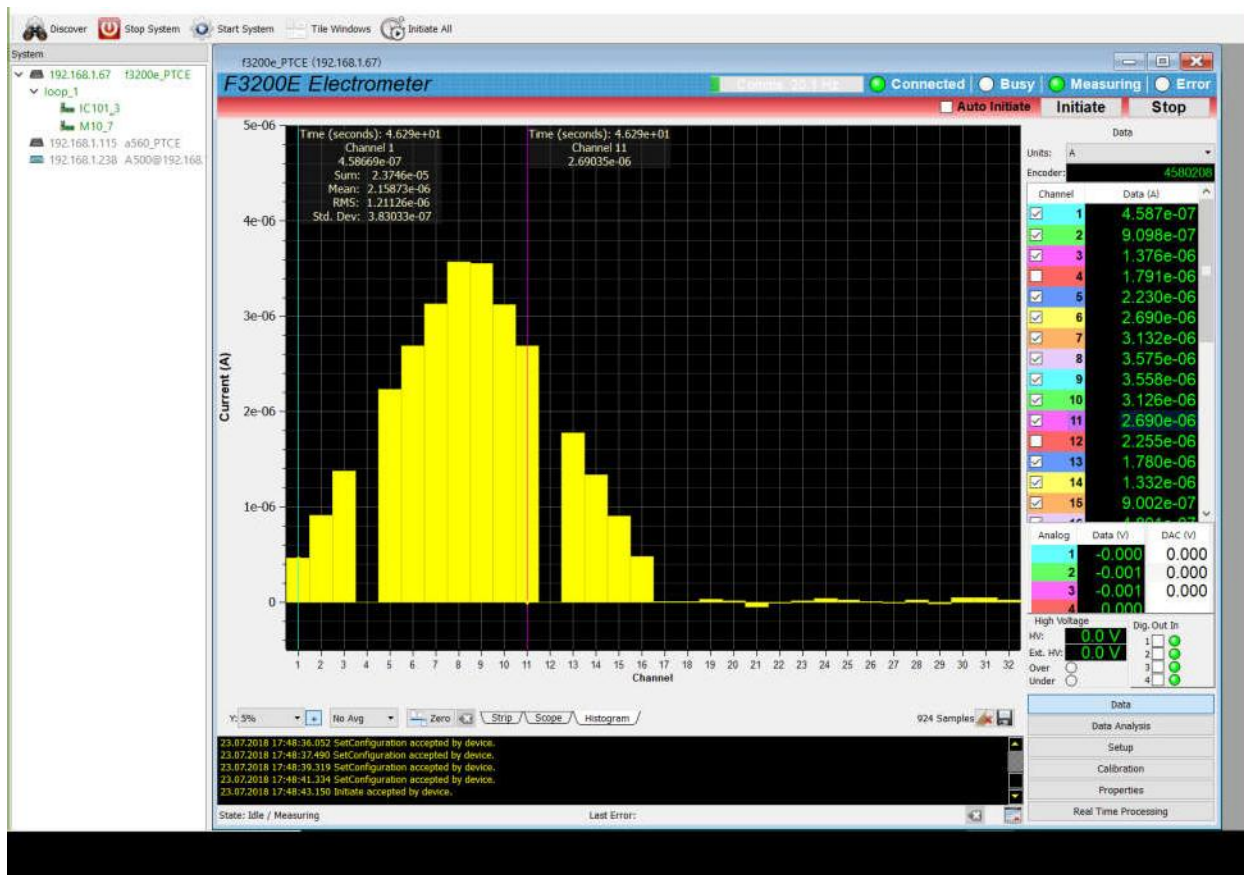 Discover Stop System Start System Tile Windows Initiate All
System
192.168.1.67 f3200e_PTCE
loop_1
IC101_3
M10_7
192.168.1.115 a560_PTCE
192.168.1.238 A500@192.168.
f3200e_PTCE (192.168.1.67)
F3200E Electrometer
Comms 20.1 Hz Connected Busy Measuring Error
Auto Initiate Initiate Stop
5e-06
4e-06
3e-06
2e-06
1e-06
0
Current (A)
Time (seconds): 4.629e+01
Channel 1
4.58669e-07
Sum: 2.3746e-05
Mean: 2.15873e-06
RMS: 1.21126e-06
Std. Dev: 3.83033e-07
Time (seconds): 4.629e+01
Channel 11
2.69035e-06
1 2 3 4 5 6 7 8 9 10 11 12 13 14 15 16 17 18 19 20 21 22 23 24 25 26 27 28 29 30 31 32
Channel
Data
Units: A
Encoder: 4580208
Channel Data (A)
1 4.587e-07
2 9.098e-07
3 1.376e-06
4 1.791e-06
5 2.230e-06
6 2.690e-06
7 3.132e-06
8 3.575e-06
9 3.558e-06
10 3.126e-06
11 2.690e-06
12 2.255e-06
13 1.780e-06
14 1.332e-06
15 9.002e-07
Analog Data (V) DAC (V)
1 -0.000 0.000
2 -0.001 0.000
3 -0.001 0.000
4 0.000
High Voltage Dig. Out In
HV: 0.0 V 1
Ext. HV: 0.0 V 2
Over 3
Under 4
Y: 5% + No Avg Zero Strip Scope Histogram 924 Samples
23.07.2018 17:48:36.052 SetConfiguration accepted by device.
23.07.2018 17:48:37.490 SetConfiguration accepted by device.
23.07.2018 17:48:39.319 SetConfiguration accepted by device.
23.07.2018 17:48:41.334 SetConfiguration accepted by device.
23.07.2018 17:48:43.150 Initiate accepted by device.
State: Idle / Measuring Last Error:
Data
Data Analysis
Setup
Calibration
Properties
Real Time Processing